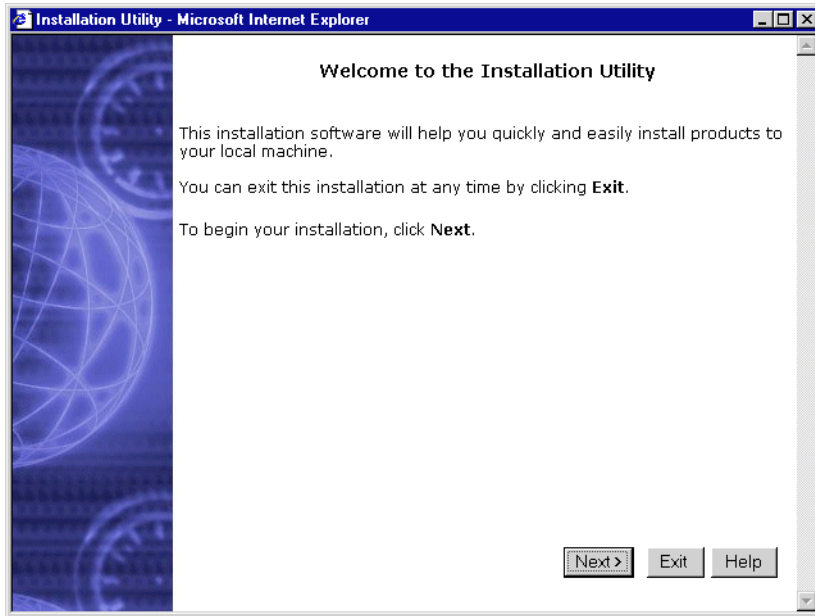 Installation Utility - Microsoft Internet Explorer
Welcome to the Installation Utility
This installation software will help you quickly and easily install products to
your local machine.
You can exit this installation at any time by clicking Exit.
To begin your installation, click Next.
Next> Exit Help